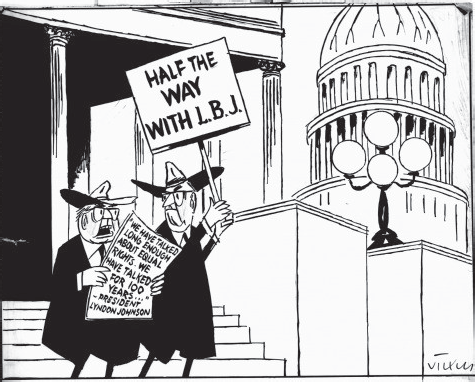 HALF THE
WAY
WITH L.B.J.
WE HAVE TALKED
LONG ENOUGH
ABOUT EQUAL
RIGHTS. WE
HAVE TALKED
FOR 100
YEARS..."
- PRESIDENT
LYNDON JOHNSON